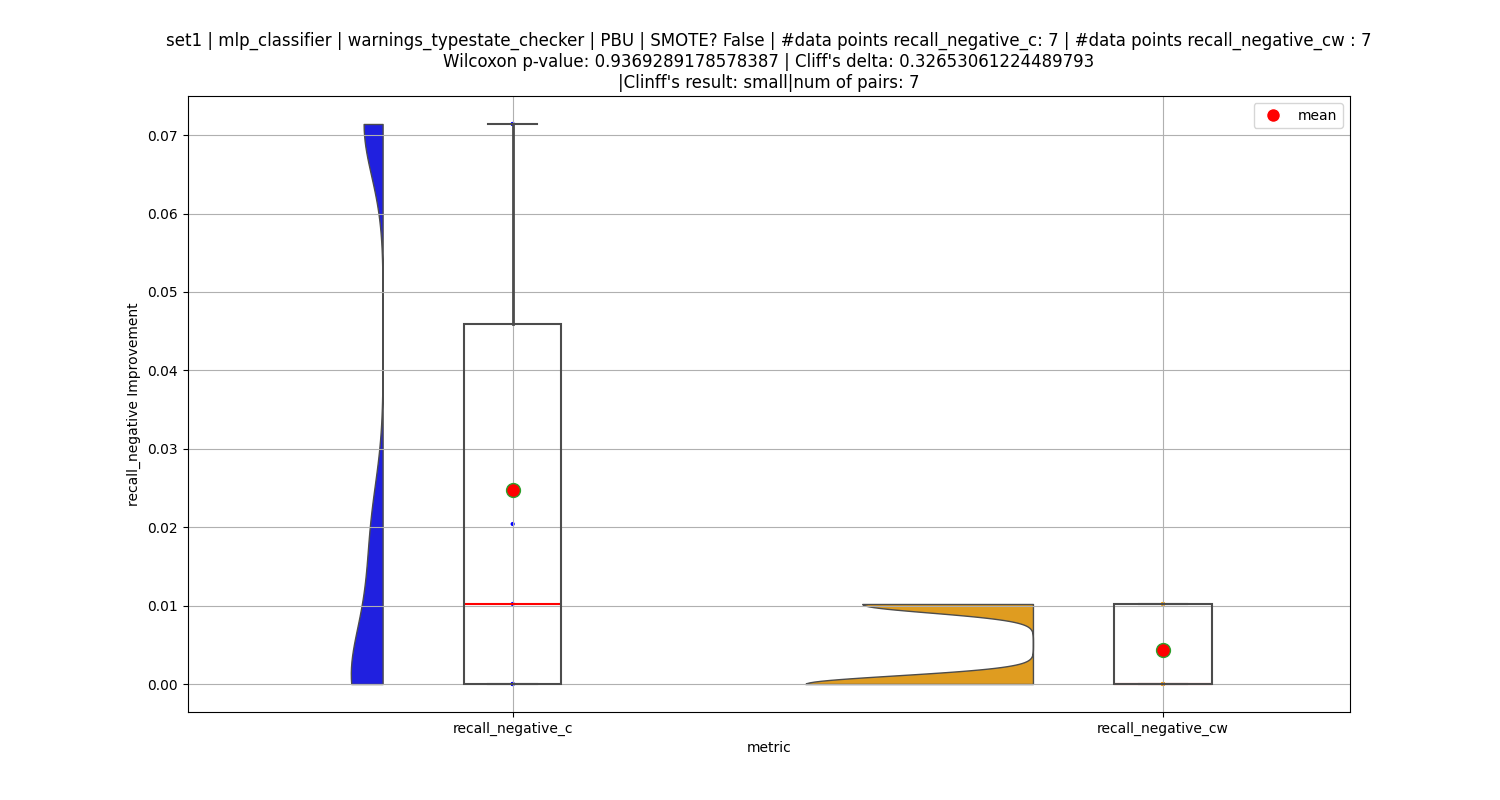 set1 | mlp_classifier | warnings_typestate_checker | PBU | SMOTE? False | #data points recall_negative_c: 7 | #data points recall_negative_cw : 7
Wilcoxon p-value: 0.9369289178578387 | Cliff's delta: 0.32653061224489793
|Clinff's result: small|num of pairs: 7
mean
0.07
0.06
0.05
0.04
0.03
0.02
0.01
0.00
recall_negative Improvement
recall_negative_c
recall_negative_cw
metric